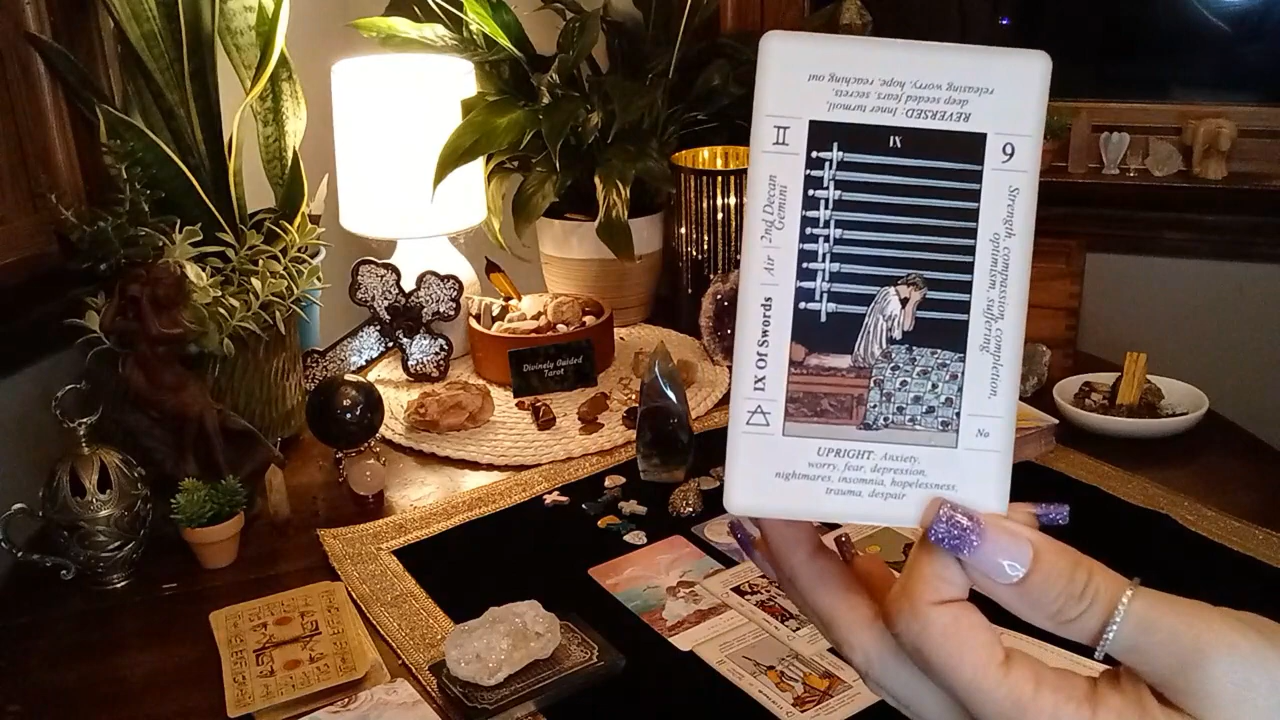 REVERSED: Inner turmoil,
deep seeded fears, secrets,
releasing worry, hope, reaching out
♊
2nd Decan
Gemini
Air
IX Of Swords
IX
9
Strength, compassion, completion,
optimism, suffering
No
UPRIGHT: Anxiety,
worry, fear, depression,
nightmares, insomnia, hopelessness,
trauma, despair
Divinely Guided
Tarot